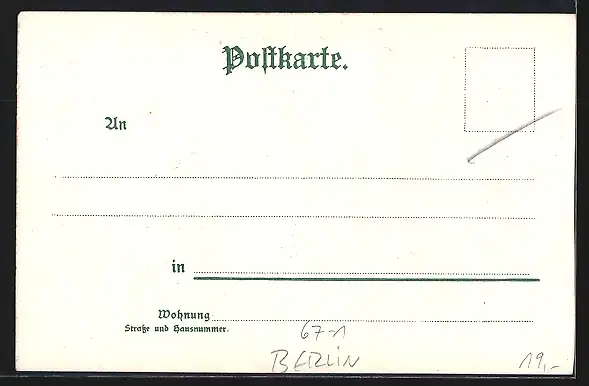 Postkarte.
An
in
Wohnung
Straße und Hausnummer.
67-1
BERLIN
19,-